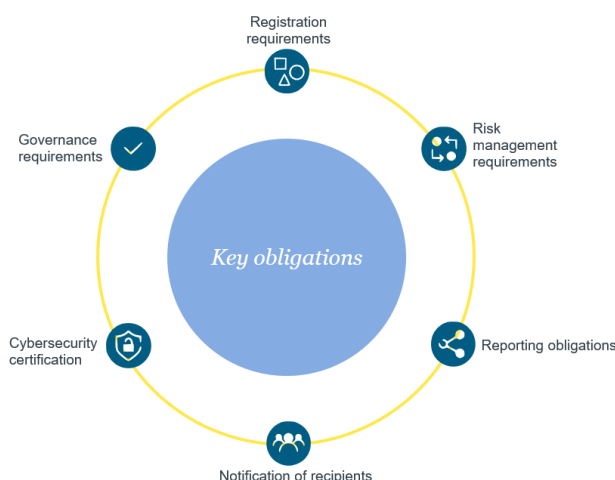 Registration
requirements
Governance
requirements
Risk
management
requirements
Key obligations
Cybersecurity
certification
Reporting obligations
Notification of recipients